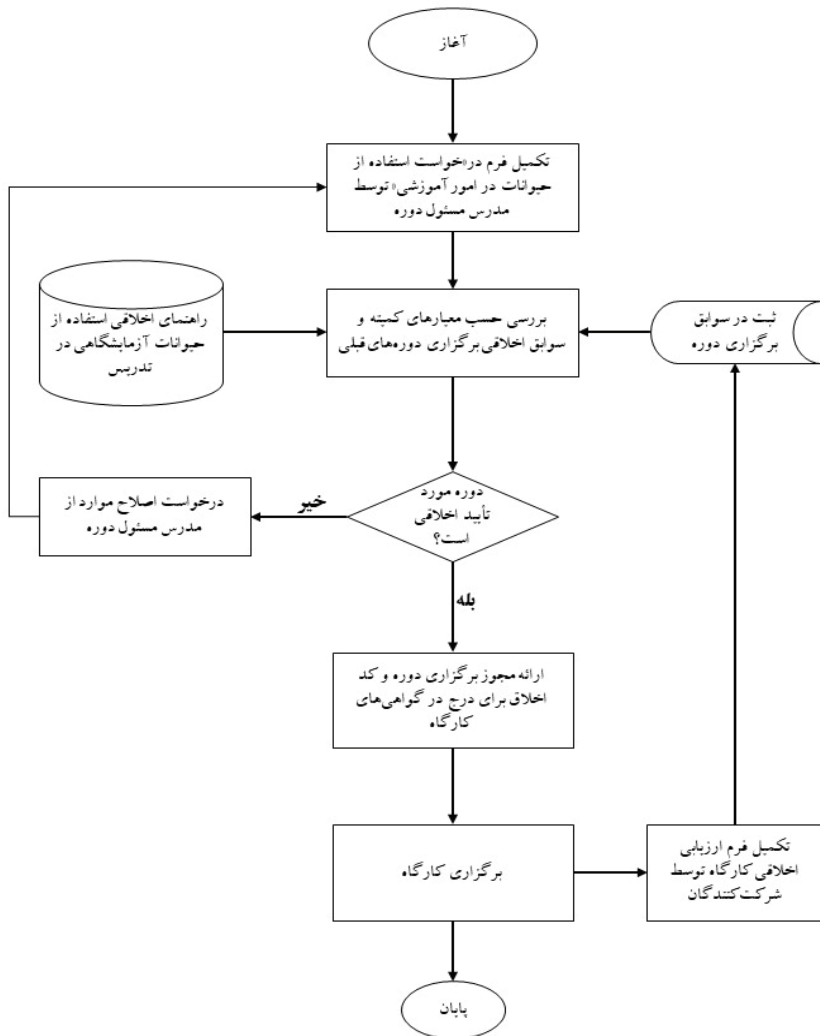 آغاز
تکمیل فرم در«خواست استفاده از
حیوانات در امور آموزشی» توسط
مدرس مسئول دوره
راهنمای اخلاقی استفاده از
حیوانات آزمایشگاهی در
تدریس
بررسی حسب معیارهای کمیته و
سوابق اخلاقی برگزاری دوره‌های قبلی
ثبت در سوابق
برگزاری دوره
دوره مورد
تأیید اخلاقی
است؟
خیر
درخواست اصلاح موارد از
مدرس مسئول دوره
بله
ارائه مجوز برگزاری دوره و کد
اخلاق برای درج در گواهی‌های
کارگاه
برگزاری کارگاه
تکمیل فرم ارزیابی
اخلاقی کارگاه توسط
شرکت‌کنندگان
پایان